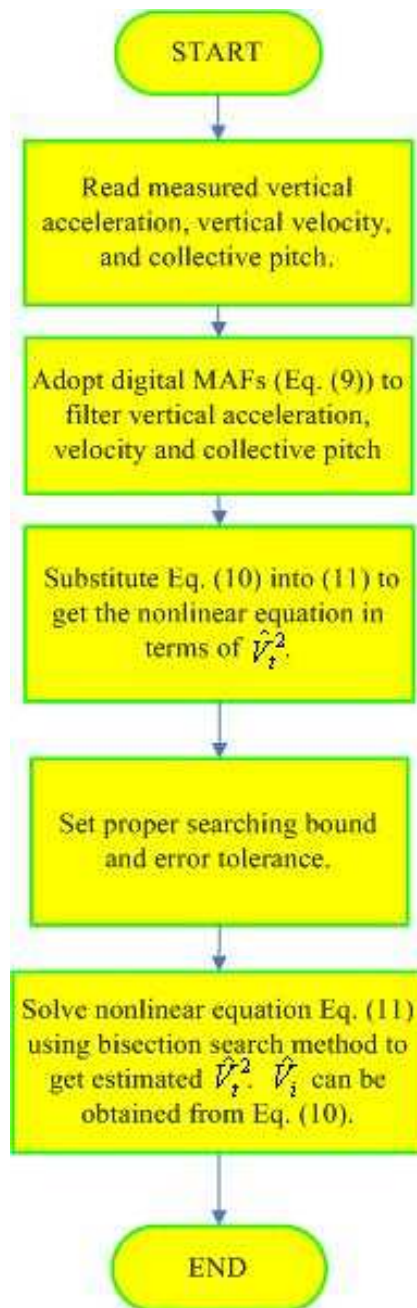 START
Read measured vertical
acceleration, vertical velocity,
and collective pitch.
Adopt digital MAFs (Eq. (9)) to
filter vertical acceleration,
velocity and collective pitch
Substitute Eq. (10) into (11) to
get the nonlinear equation in
terms of V̂ₜ².
Set proper searching bound
and error tolerance.
Solve nonlinear equation Eq. (11)
using bisection search method to
get estimated V̂ₜ². V̂ᵢ can be
obtained from Eq. (10).
END